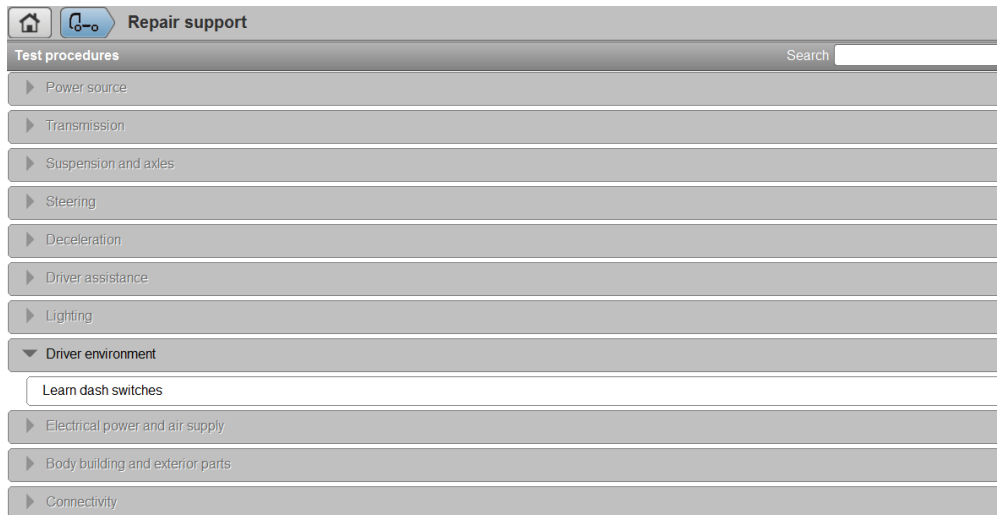 Repair support
Test procedures Search
Power source
Transmission
Suspension and axles
Steering
Deceleration
Driver assistance
Lighting
Driver environment
Learn dash switches
Electrical power and air supply
Body building and exterior parts
Connectivity